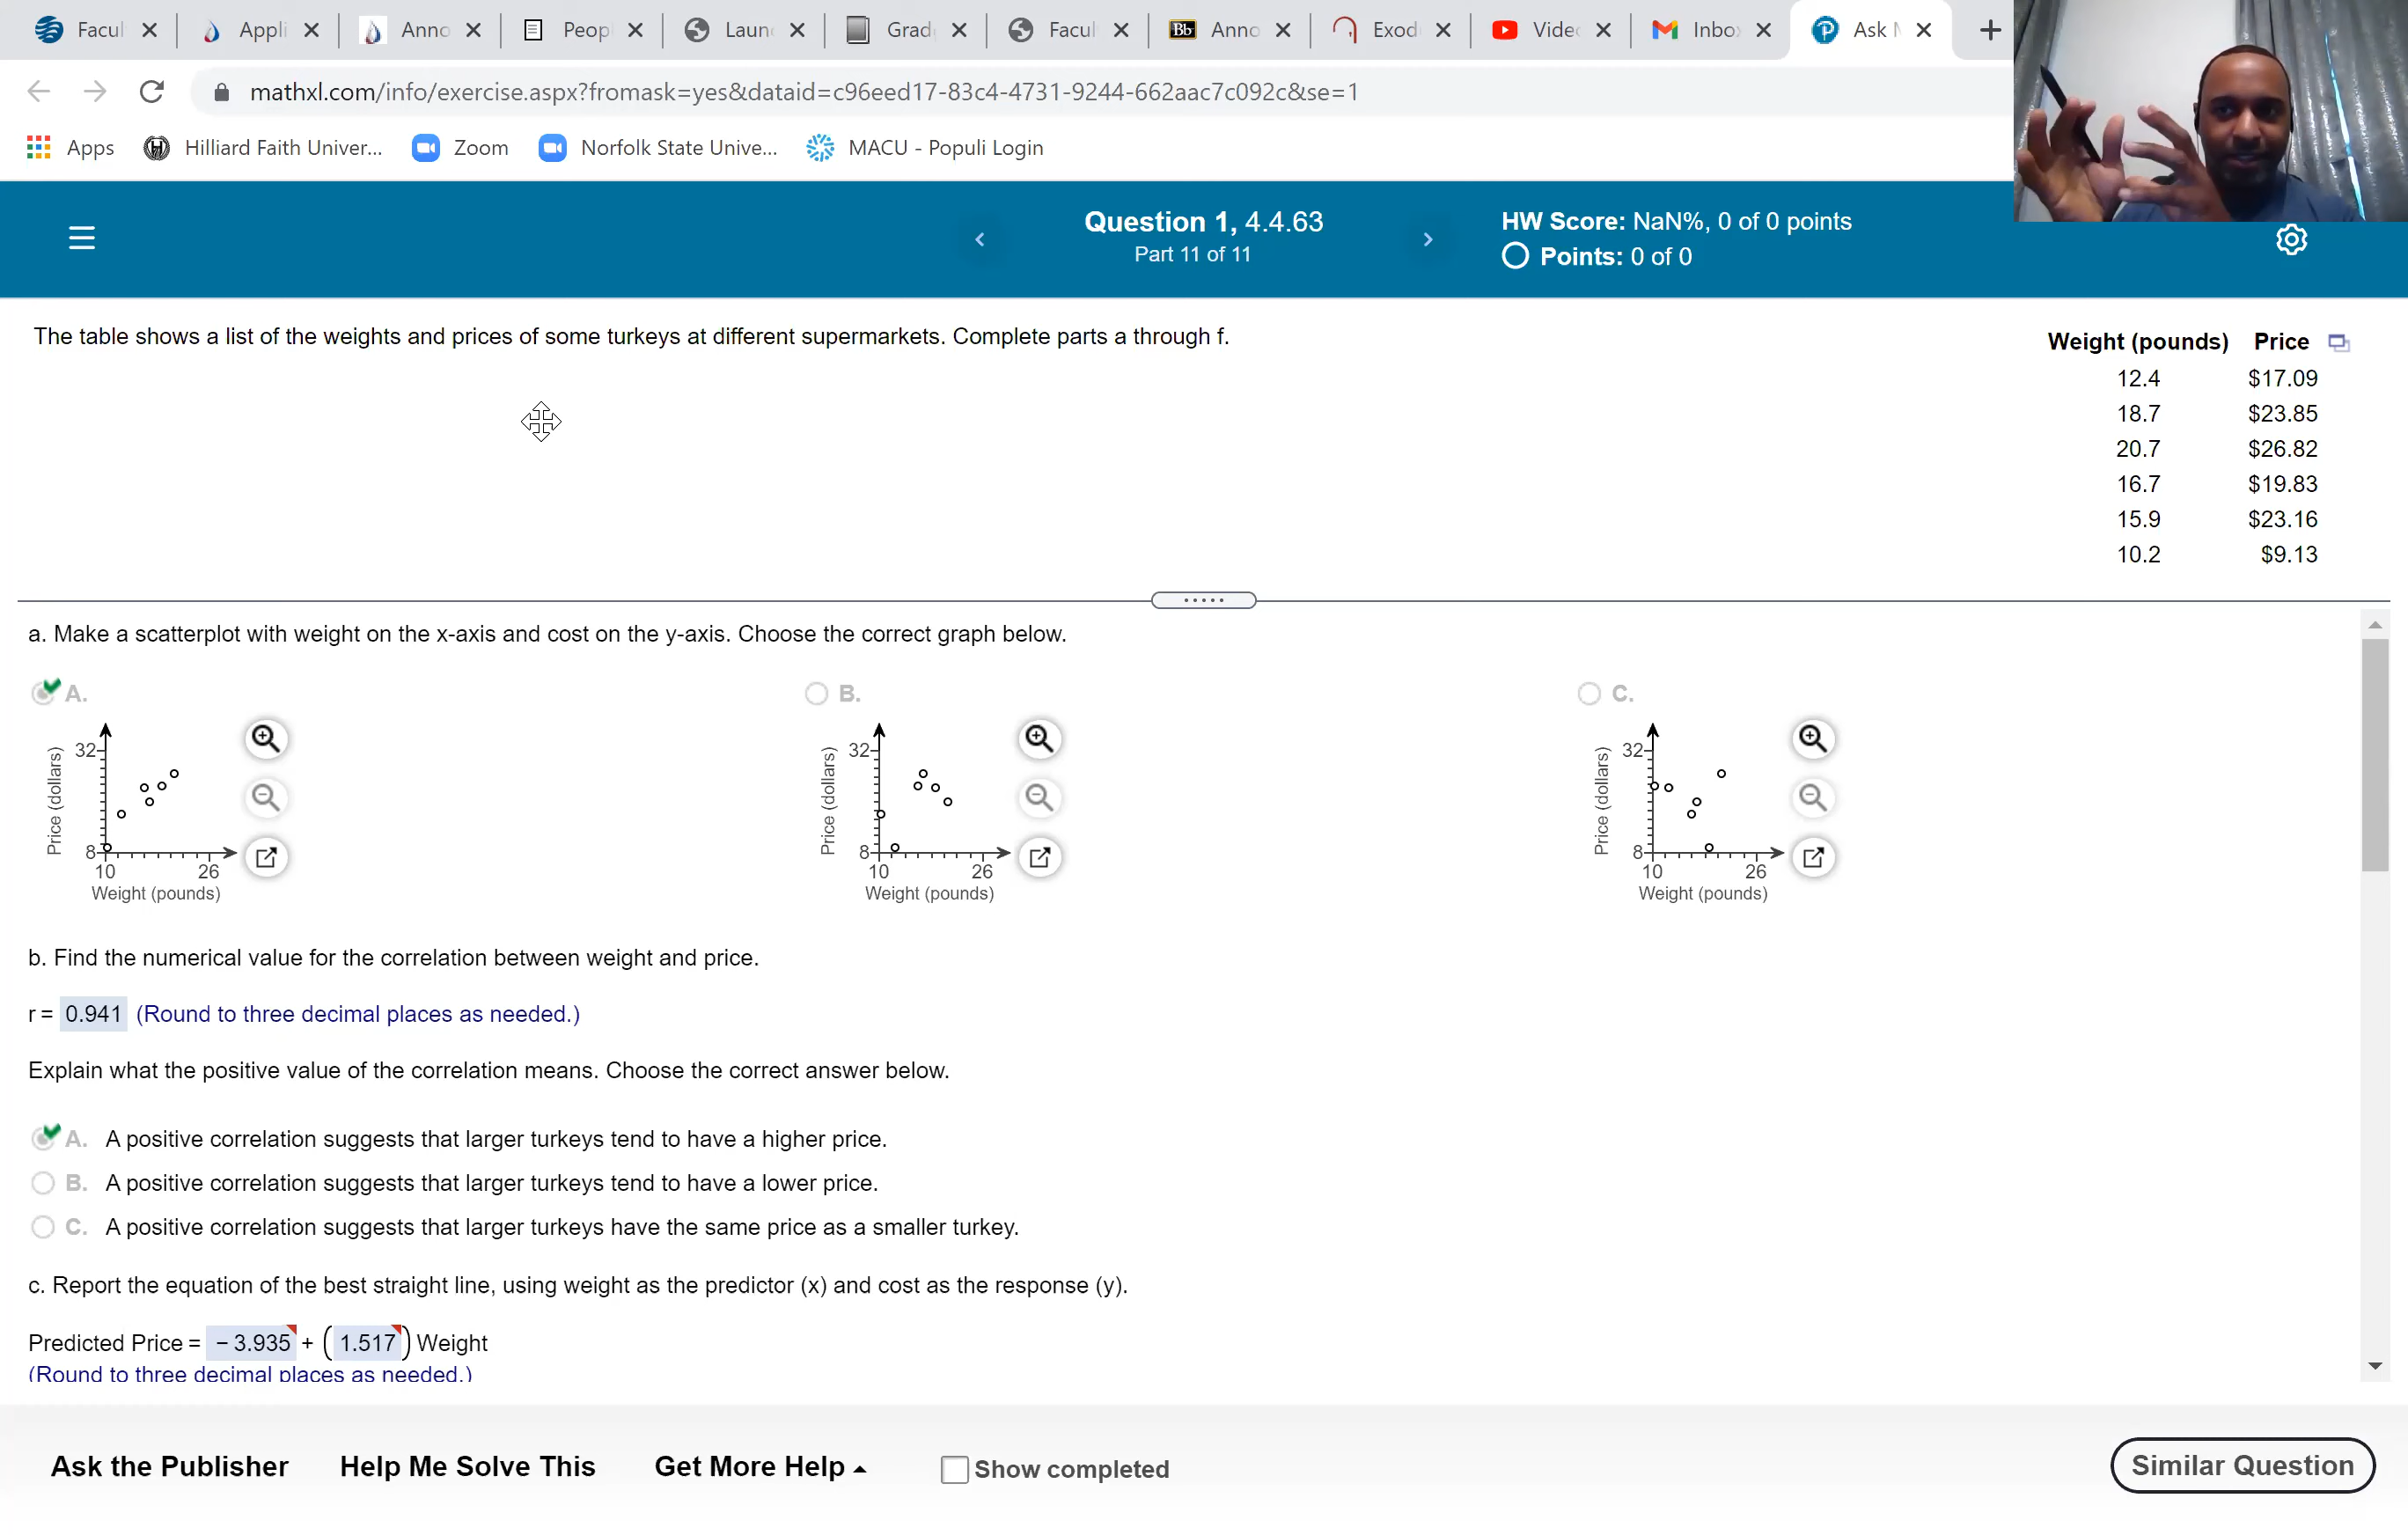 Facul
Appli
Anno
Peop
Laun
Grad
Facul
Bb Anno
Exod
Video
Inbo
Ask
mathxl.com/info/exercise.aspx?fromask=yes&dataid=c96eed17-83c4-4731-9244-662aac7c092c&se=1
Apps Hilliard Faith Univer... Zoom Norfolk State Unive... MACU - Populi Login
Question 1, 4.4.63
Part 11 of 11
HW Score: NaN%, 0 of 0 points
Points: 0 of 0
The table shows a list of the weights and prices of some turkeys at different supermarkets. Complete parts a through f.
Weight (pounds) Price
12.4 $17.09
18.7 $23.85
20.7 $26.82
16.7 $19.83
15.9 $23.16
10.2 $9.13
a. Make a scatterplot with weight on the x-axis and cost on the y-axis. Choose the correct graph below.
A.
Price (dollars)
32
8
10 26
Weight (pounds)
B.
Price (dollars)
32
8
10 26
Weight (pounds)
C.
Price (dollars)
32
8
10 26
Weight (pounds)
b. Find the numerical value for the correlation between weight and price.
r = 0.941 (Round to three decimal places as needed.)
Explain what the positive value of the correlation means. Choose the correct answer below.
A. A positive correlation suggests that larger turkeys tend to have a higher price.
B. A positive correlation suggests that larger turkeys tend to have a lower price.
C. A positive correlation suggests that larger turkeys have the same price as a smaller turkey.
c. Report the equation of the best straight line, using weight as the predictor (x) and cost as the response (y).
Predicted Price = − 3.935 + ( 1.517 ) Weight
(Round to three decimal places as needed.)
Ask the Publisher Help Me Solve This Get More Help Show completed Similar Question